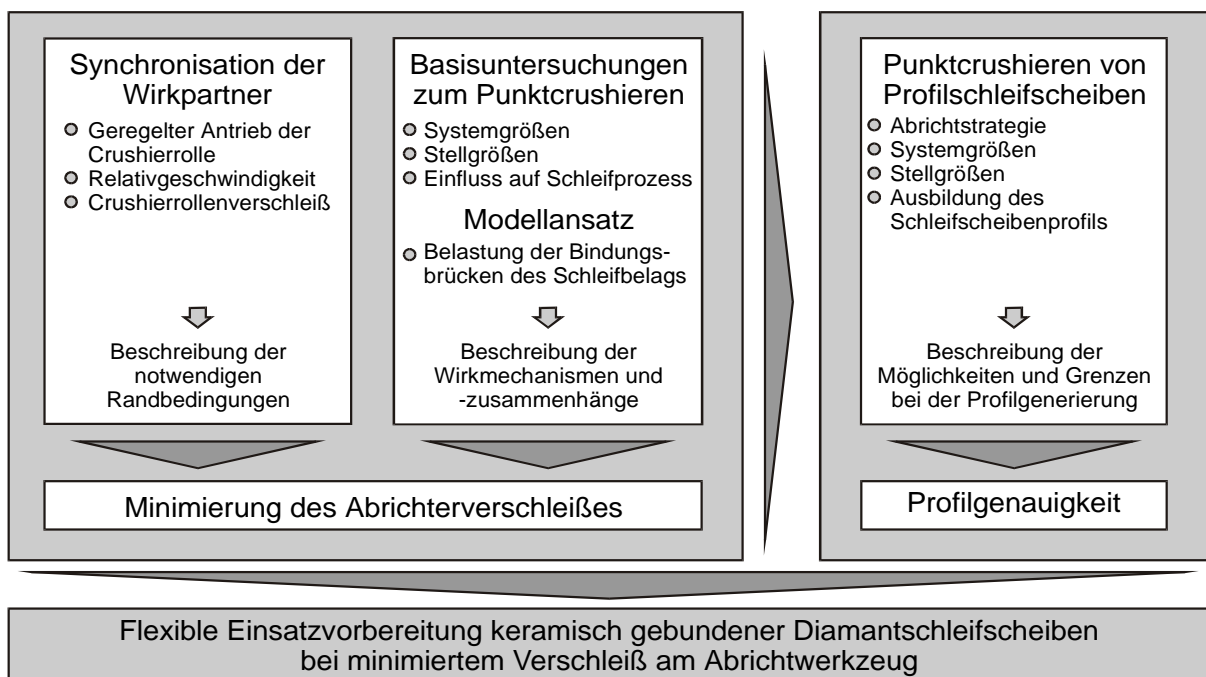 Synchronisation der
Wirkpartner
Geregelter Antrieb der
Crushierrolle
Relativgeschwindigkeit
Crushierrollenverschleiß
Beschreibung der
notwendigen
Randbedingungen
Basisuntersuchungen
zum Punktcrushieren
Systemgrößen
Stellgrößen
Einfluss auf Schleifprozess
Modellansatz
Belastung der Bindungs-
brücken des Schleifbelags
Beschreibung der
Wirkmechanismen und
-zusammenhänge
Minimierung des Abrichterverschleißes
Punktcrushieren von
Profilschleifscheiben
Abrichtstrategie
Systemgrößen
Stellgrößen
Ausbildung des
Schleifscheibenprofils
Beschreibung der
Möglichkeiten und Grenzen
bei der Profilgenerierung
Profilgenauigkeit
Flexible Einsatzvorbereitung keramisch gebundener Diamantschleifscheiben
bei minimiertem Verschleiß am Abrichtwerkzeug